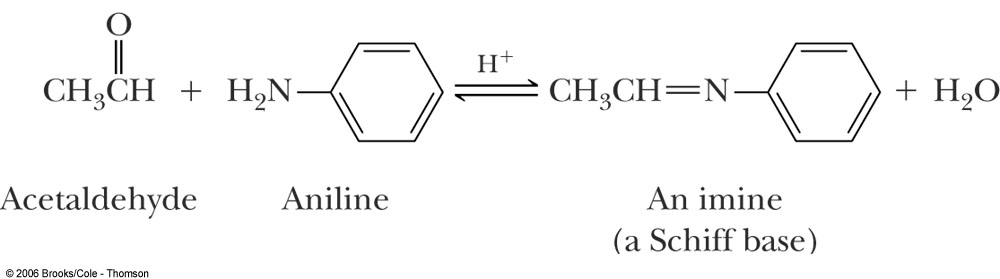 O
CH₃CH + H₂N H⁺ CH₃CH=N + H₂O
Acetaldehyde Aniline An imine
(a Schiff base)
© 2006 Brooks/Cole - Thomson